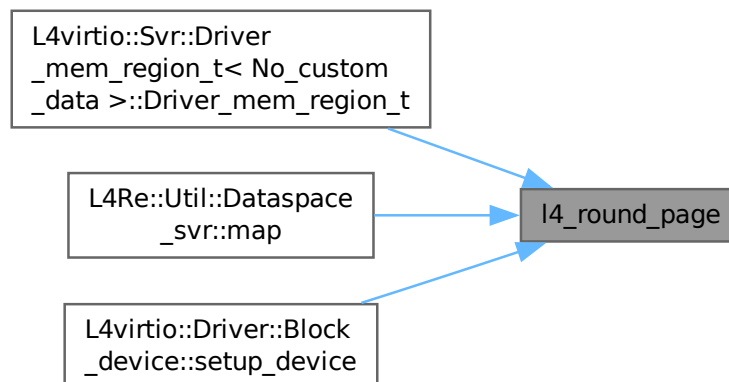 L4virtio::Svr::Driver
_mem_region_t< No_custom
_data >::Driver_mem_region_t
L4Re::Util::Dataspace
_svr::map
l4_round_page
L4virtio::Driver::Block
_device::setup_device